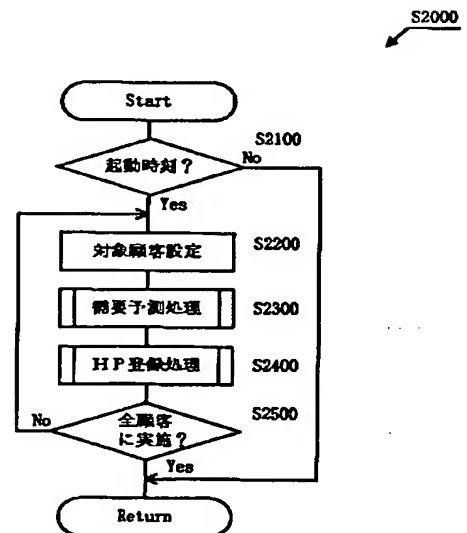 S2000
Start
S2100
起動時刻？
No
Yes
対象顧客設定
S2200
需要予測処理
S2300
HP登録処理
S2400
全顧客
に実施？
S2500
No
Yes
Return